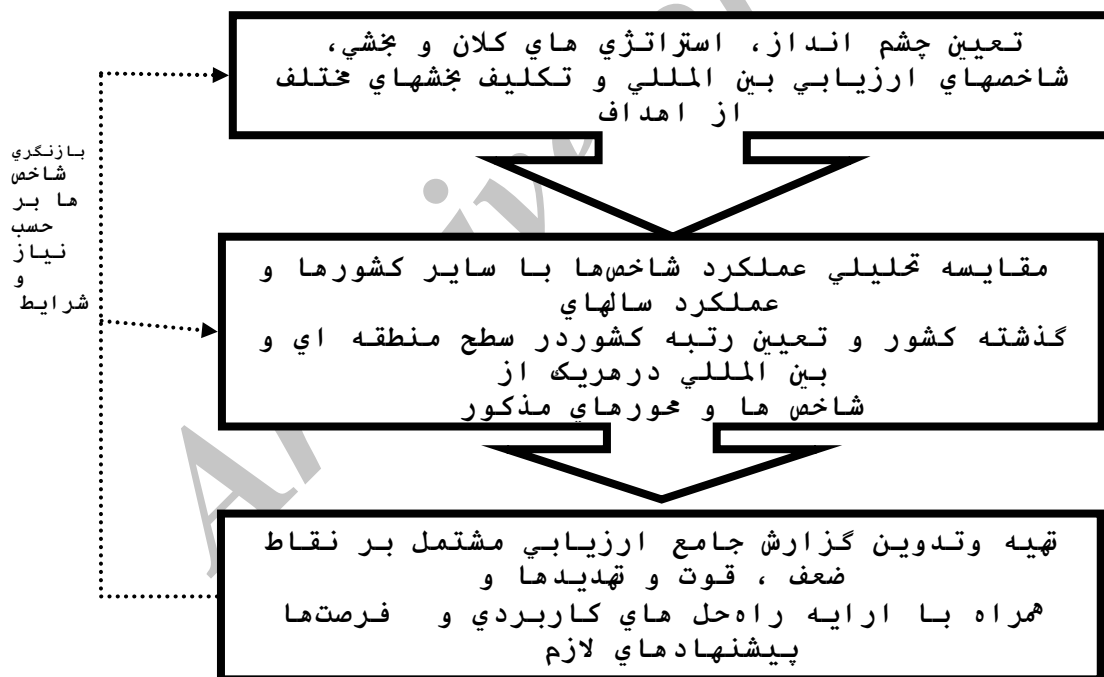 تعيين چشم انداز، استراتژي هاي كلان و بخشي،
شاخصهاي ارزيابي بين المللي و تكليف بخشهاي مختلف
از اهداف
بازنگري
شاخص
ها بر
حسب
نياز
و
شرايط
مقايسه تحليلي عملكرد شاخص‌ها با ساير كشورها و
عملكرد سالهاي
گذشته كشور و تعيين رتبه كشوردر سطح منطقه اي و
بين المللي درهريك از
شاخص ها و محورهاي مذكور
تهيه وتدوين گزارش جامع ارزيابي مشتمل بر نقاط
ضعف ، قوت و تهديدها و
همراه با ارايه راه‌حل هاي كاربردي و فرصت‌ها
پيشنهادهاي لازم